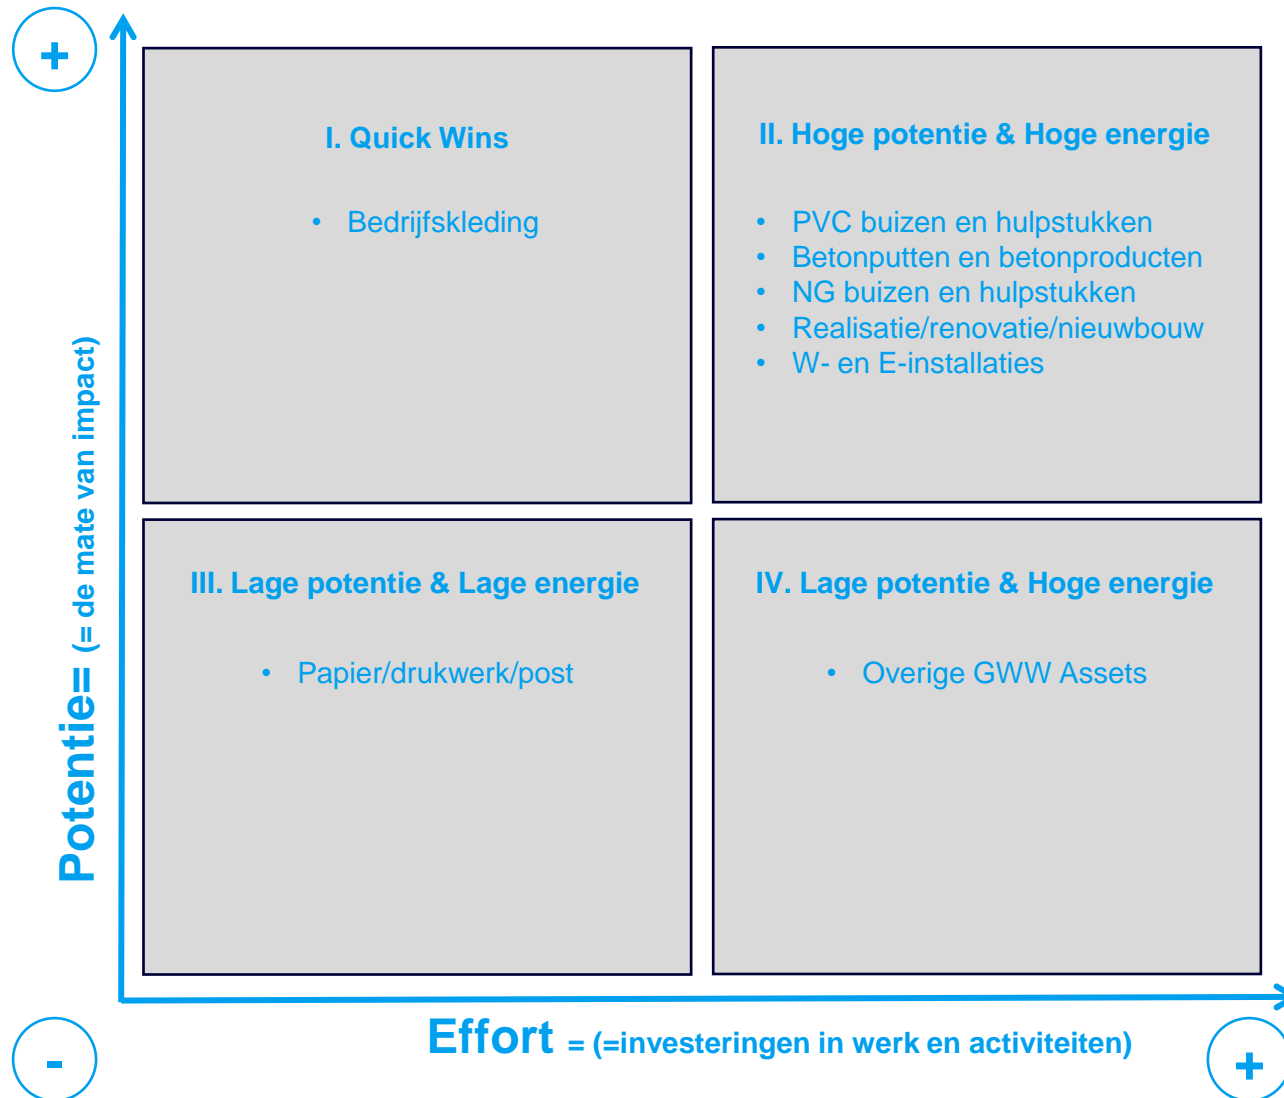 +
I. Quick Wins
• Bedrijfskleding
II. Hoge potentie & Hoge energie
• PVC buizen en hulpstukken
• Betonputten en betonproducten
• NG buizen en hulpstukken
• Realisatie/renovatie/nieuwbouw
• W- en E-installaties
Potentie= (= de mate van impact)
III. Lage potentie & Lage energie
• Papier/drukwerk/post
IV. Lage potentie & Hoge energie
• Overige GWW Assets
-
Effort = (=investeringen in werk en activiteiten)
+